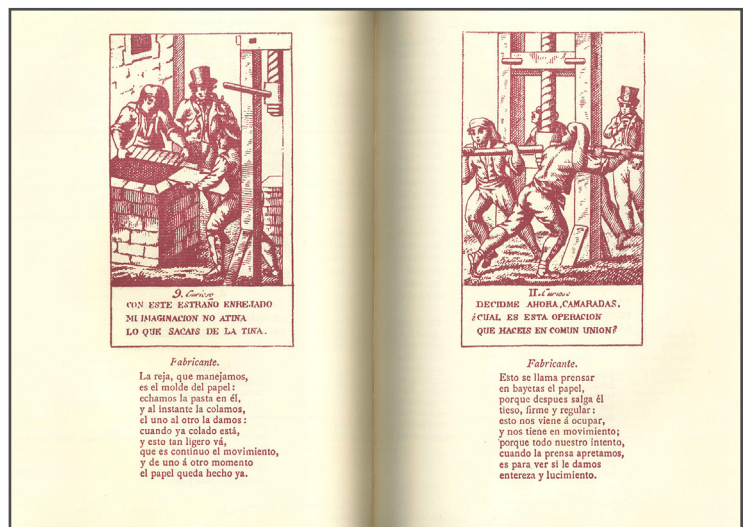 9. Curioso
CON ESTE ESTRAÑO ENREJADO
MI IMAGINACION NO ATINA
LO QUE SACAIS DE LA TINA.
Fabricante.
La reja, que manejamos,
es el molde del papel:
echamos la pasta en él,
y al instante la colamos,
el uno al otro la damos:
cuando ya colado está,
y esto tan ligero vá,
que es continuo el movimiento,
y de uno á otro momento
el papel queda hecho ya.
II. Curioso
DECIDME AHORA, CAMARADAS,
¿CUAL ES ESTA OPERACION
QUE HACEIS EN COMUN UNION?
Fabricante.
Esto se llama prensar
en bayetas el papel,
porque despues salga él
tieso, firme y regular:
esto nos viene á ocupar,
y nos tiene en movimiento;
porque todo nuestro intento,
cuando la prensa apretamos,
es para ver si le damos
entereza y lucimiento.